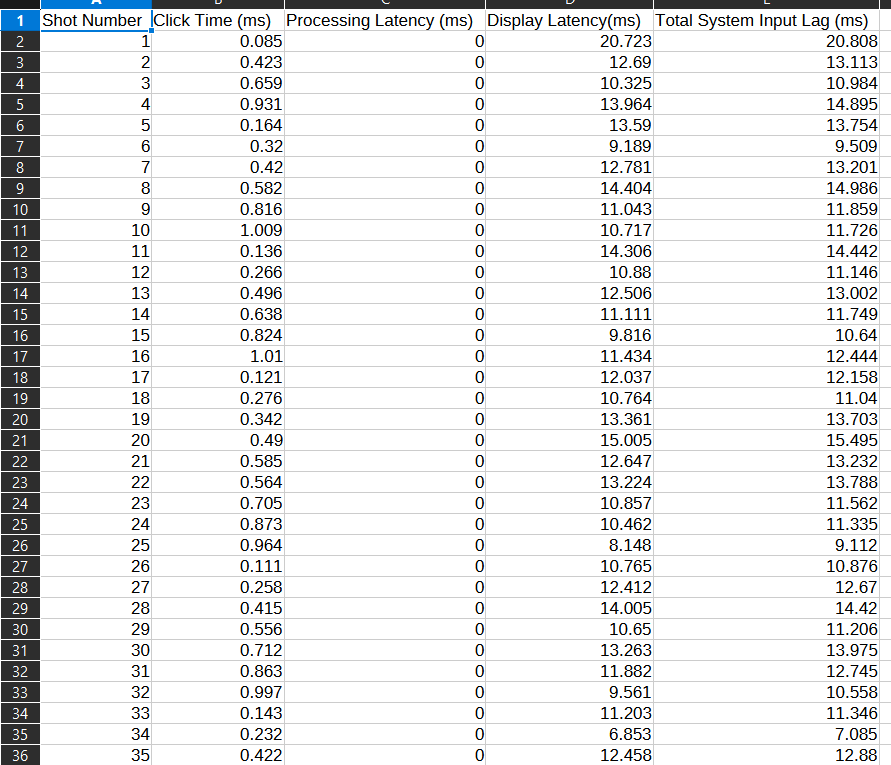 1 Shot Number Click Time (ms) Processing Latency (ms) Display Latency(ms) Total System Input Lag (ms)
2 1 0.085 0 20.723 20.808
3 2 0.423 0 12.69 13.113
4 3 0.659 0 10.325 10.984
5 4 0.931 0 13.964 14.895
6 5 0.164 0 13.59 13.754
7 6 0.32 0 9.189 9.509
8 7 0.42 0 12.781 13.201
9 8 0.582 0 14.404 14.986
10 9 0.816 0 11.043 11.859
11 10 1.009 0 10.717 11.726
12 11 0.136 0 14.306 14.442
13 12 0.266 0 10.88 11.146
14 13 0.496 0 12.506 13.002
15 14 0.638 0 11.111 11.749
16 15 0.824 0 9.816 10.64
17 16 1.01 0 11.434 12.444
18 17 0.121 0 12.037 12.158
19 18 0.276 0 10.764 11.04
20 19 0.342 0 13.361 13.703
21 20 0.49 0 15.005 15.495
22 21 0.585 0 12.647 13.232
23 22 0.564 0 13.224 13.788
24 23 0.705 0 10.857 11.562
25 24 0.873 0 10.462 11.335
26 25 0.964 0 8.148 9.112
27 26 0.111 0 10.765 10.876
28 27 0.258 0 12.412 12.67
29 28 0.415 0 14.005 14.42
30 29 0.556 0 10.65 11.206
31 30 0.712 0 13.263 13.975
32 31 0.863 0 11.882 12.745
33 32 0.997 0 9.561 10.558
34 33 0.143 0 11.203 11.346
35 34 0.232 0 6.853 7.085
36 35 0.422 0 12.458 12.88